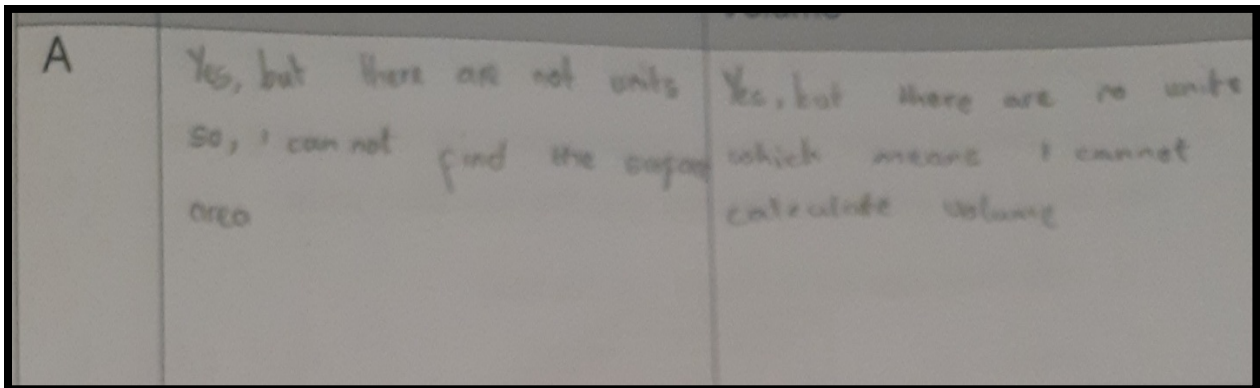 volume
A
Yes, but there are not units
so, i can not find the
area
Yes, but there are no units
which means i cannot
calculate volume